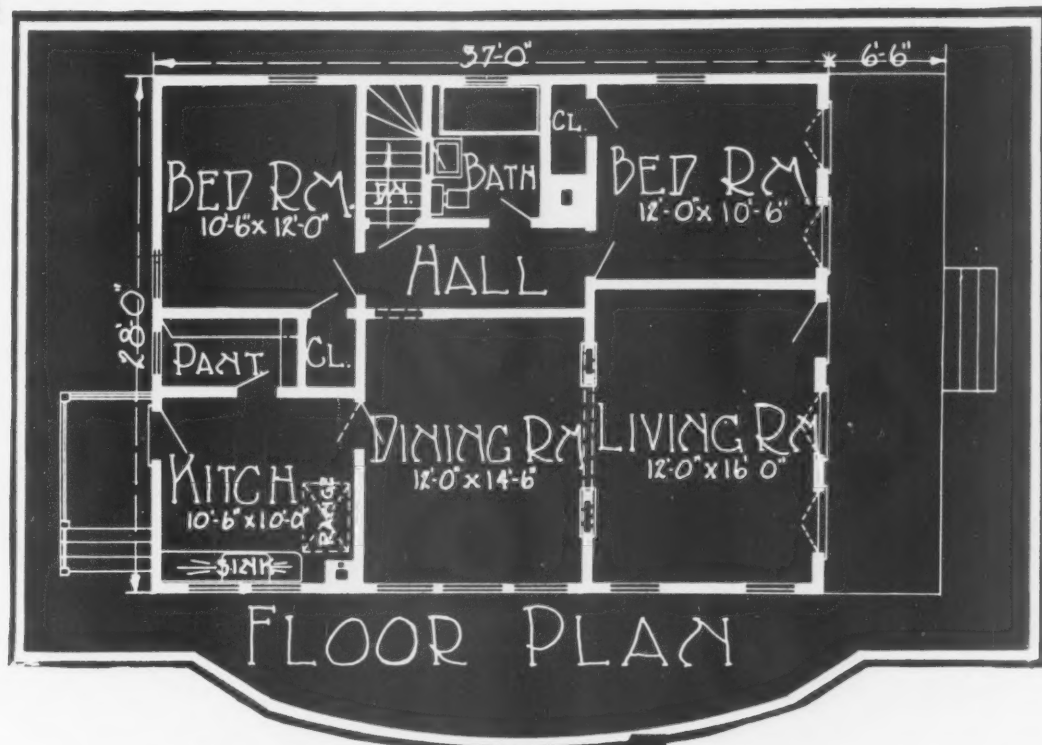 37'-0" 6'-6"
BED RM.
10'-6" x 12'-0"
DN.
BATH
CL.
BED RM
12'-0" x 10'-6"
HALL
28'-0"
PANT.
CL.
DINING RM
12'-0" x 14'-6"
LIVING RM
12'-0" x 16'0"
KITCH.
10'-6" x 10'-0"
RANGE
SINK
FLOOR PLAN